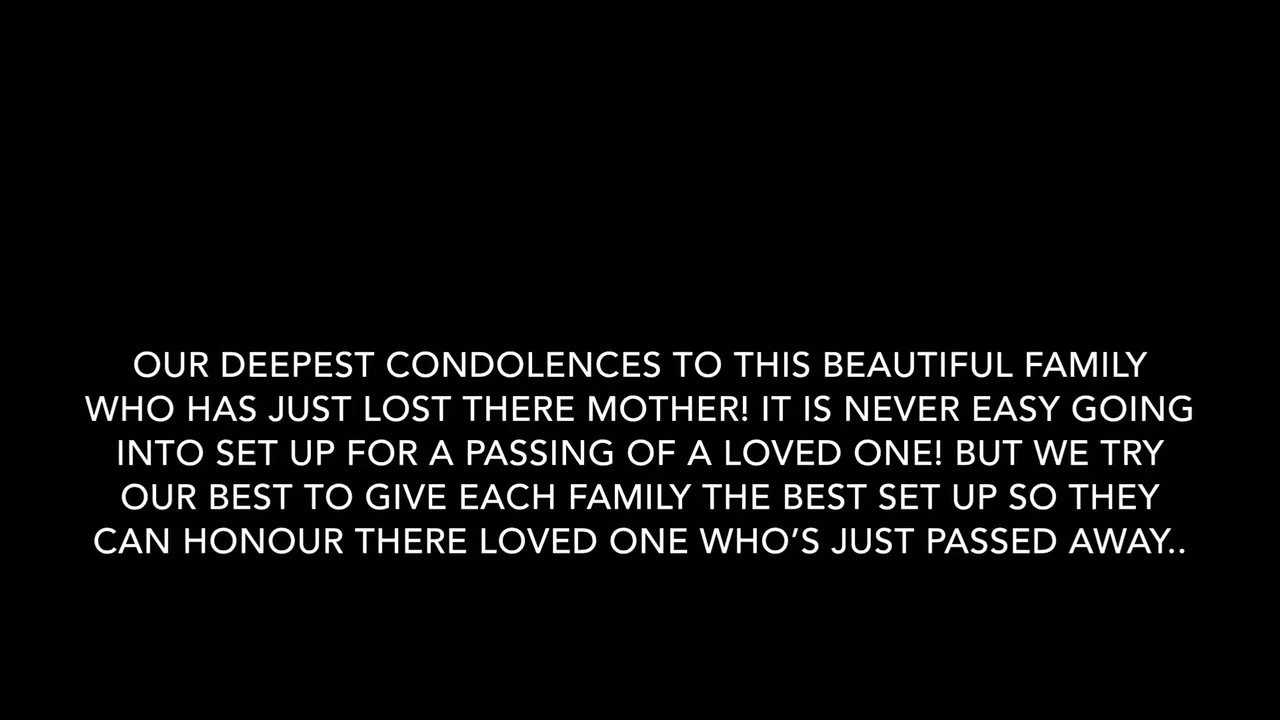 OUR DEEPEST CONDOLENCES TO THIS BEAUTIFUL FAMILY
WHO HAS JUST LOST THERE MOTHER! IT IS NEVER EASY GOING
INTO SET UP FOR A PASSING OF A LOVED ONE! BUT WE TRY
OUR BEST TO GIVE EACH FAMILY THE BEST SET UP SO THEY
CAN HONOUR THERE LOVED ONE WHO’S JUST PASSED AWAY..